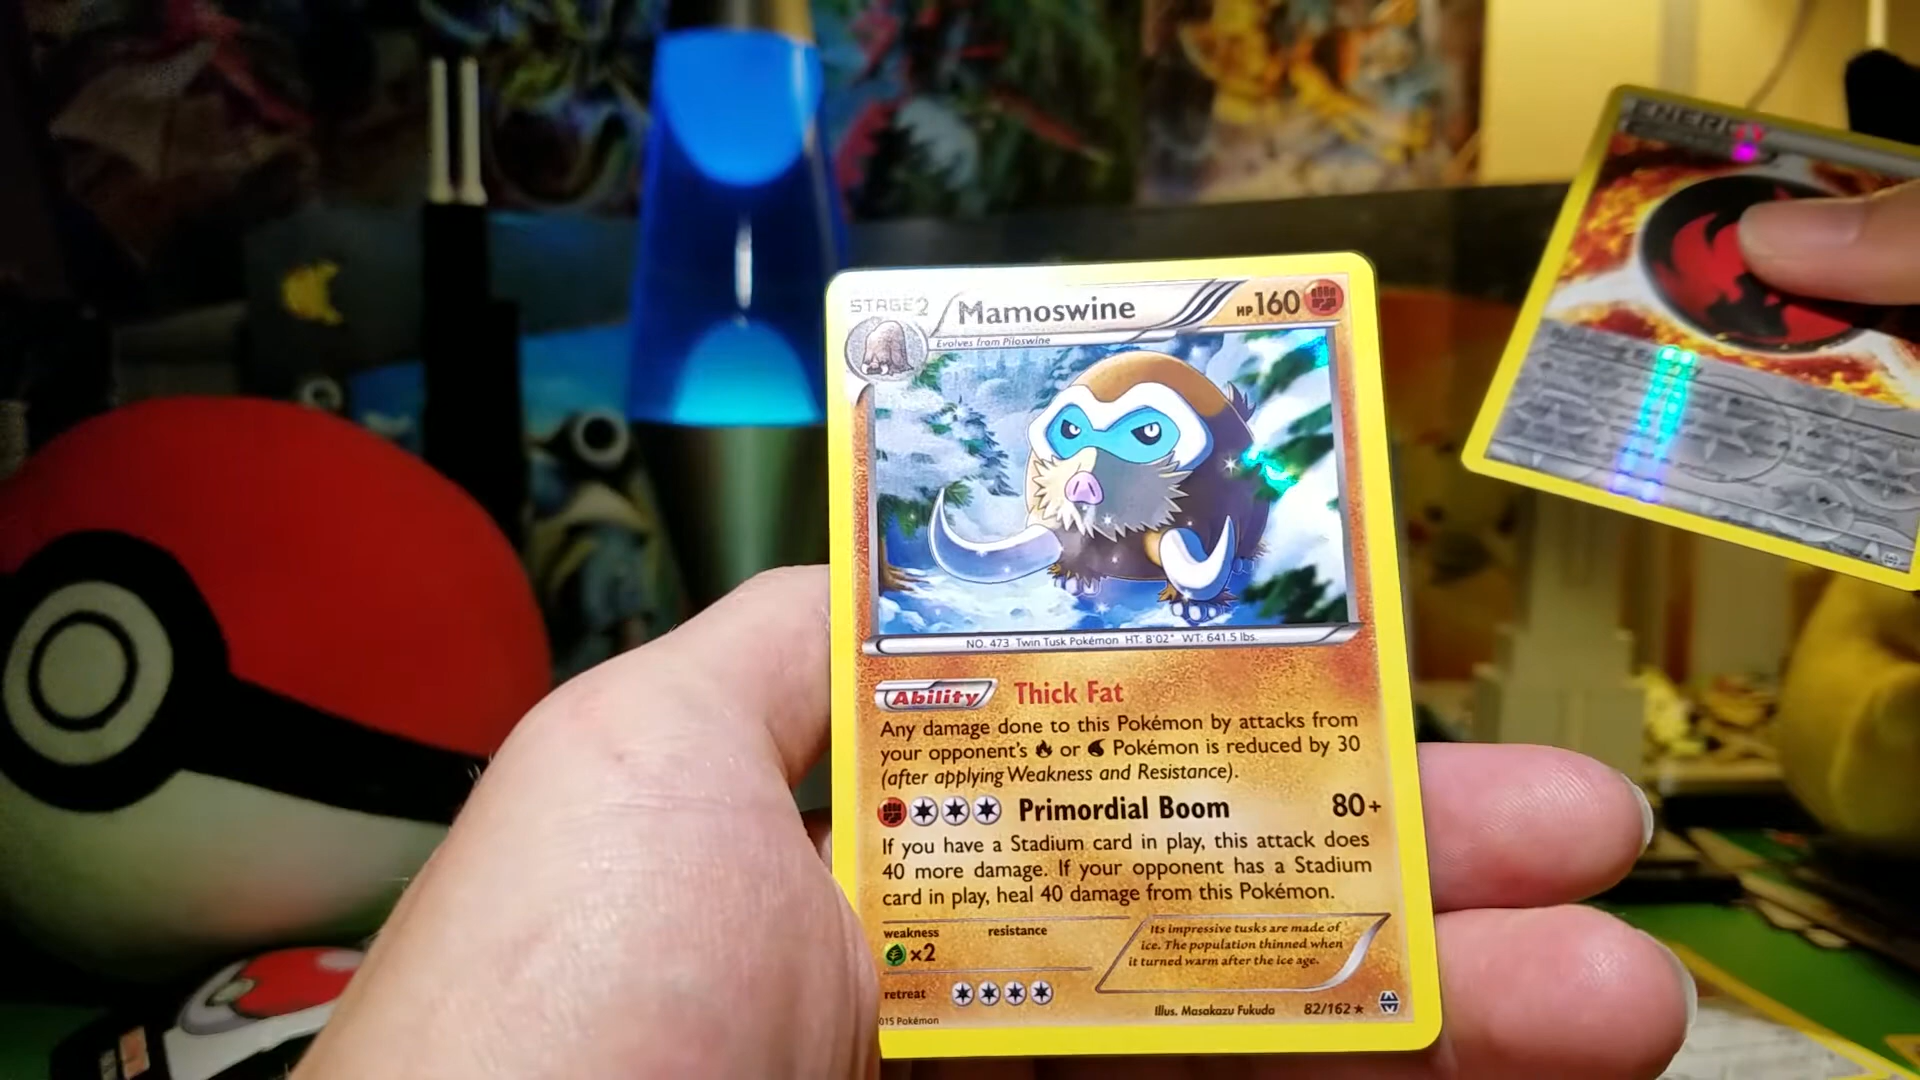 STAGE2
Mamoswine
HP160
Evolves from Piloswine
NO. 473 Twin Tusk Pokémon HT: 8'02" WT: 641.5 lbs.
Ability Thick Fat
Any damage done to this Pokémon by attacks from
your opponent's or Pokémon is reduced by 30
(after applying Weakness and Resistance).
Primordial Boom 80+
If you have a Stadium card in play, this attack does
40 more damage. If your opponent has a Stadium
card in play, heal 40 damage from this Pokémon.
weakness
resistance
×2
retreat
Its impressive tusks are made of
ice. The population thinned when
it turned warm after the ice age.
Illus. Masakazu Fukuda
82/162
015 Pokémon